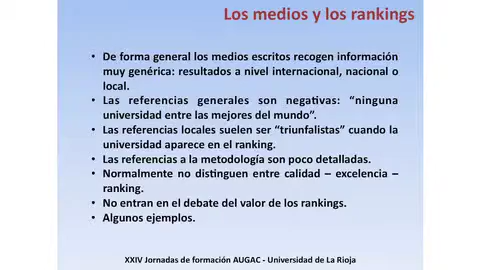 Los medios y los rankings
• De forma general los medios escritos recogen información
muy genérica: resultados a nivel internacional, nacional o
local.
• Las referencias generales son negativas: “ninguna
universidad entre las mejores del mundo”.
• Las referencias locales suelen ser “triunfalistas” cuando la
universidad aparece en el ranking.
• Las referencias a la metodología son poco detalladas.
• Normalmente no distinguen entre calidad – excelencia –
ranking.
• No entran en el debate del valor de los rankings.
• Algunos ejemplos.
XXIV Jornadas de formación AUGAC - Universidad de La Rioja